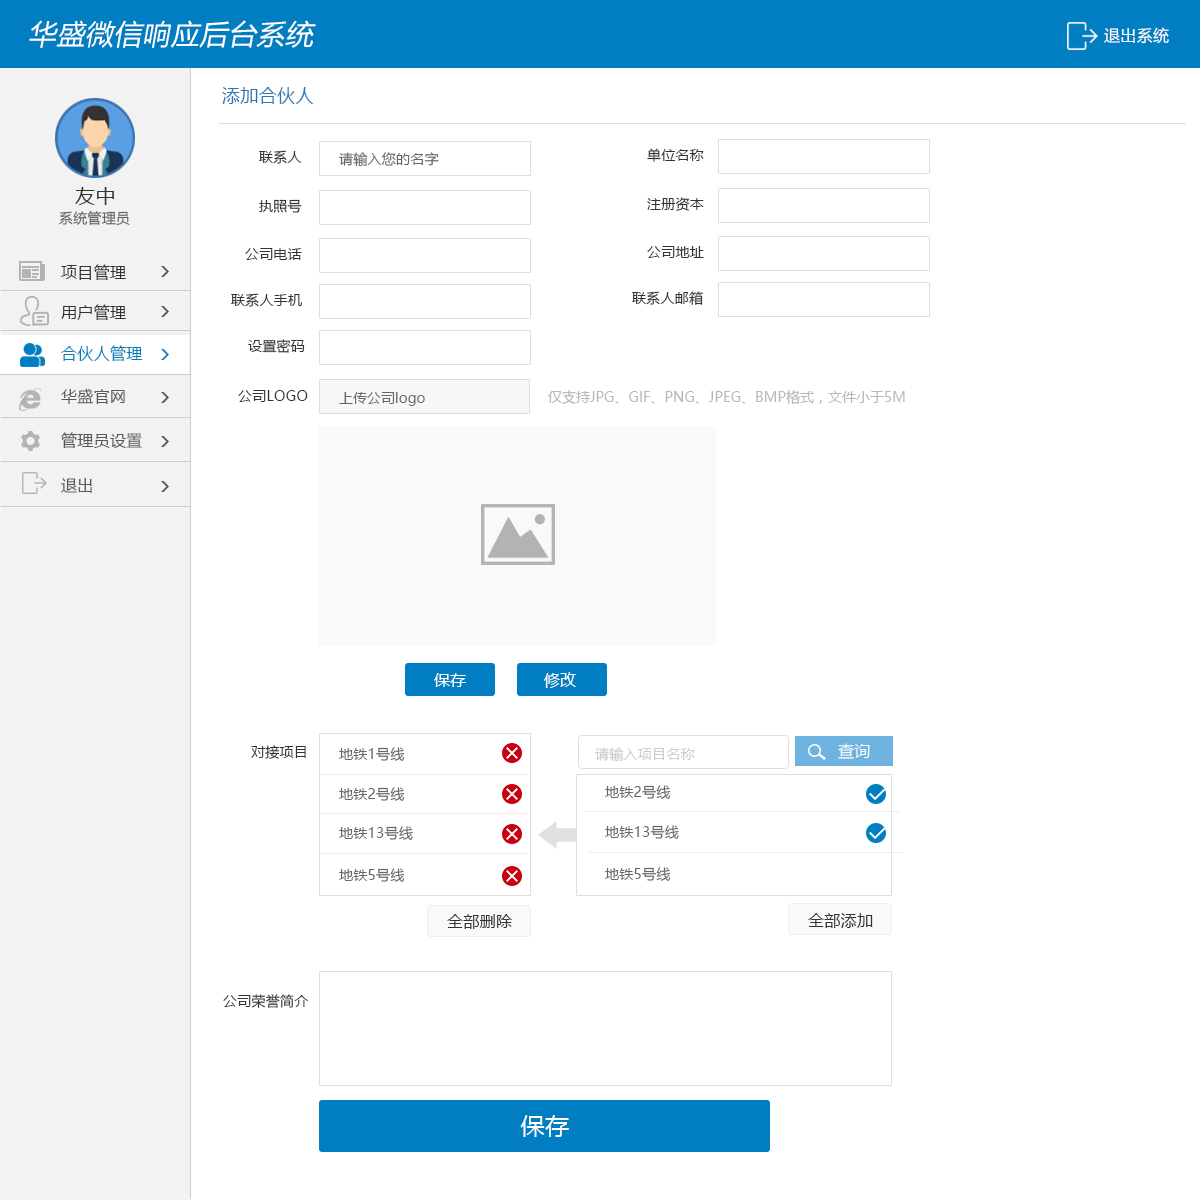 华盛微信响应后台系统
退出系统
友中
系统管理员
项目管理
用户管理
合伙人管理
华盛官网
管理员设置
退出
添加合伙人
联系人 请输入您的名字 单位名称
执照号 注册资本
公司电话 公司地址
联系人手机 联系人邮箱
设置密码
公司LOGO 上传公司logo 仅支持JPG、GIF、PNG、JPEG、BMP格式，文件小于5M
保存 修改
对接项目
地铁1号线
地铁2号线
地铁13号线
地铁5号线
全部删除
请输入项目名称 查询
地铁2号线
地铁13号线
地铁5号线
全部添加
公司荣誉简介
保存